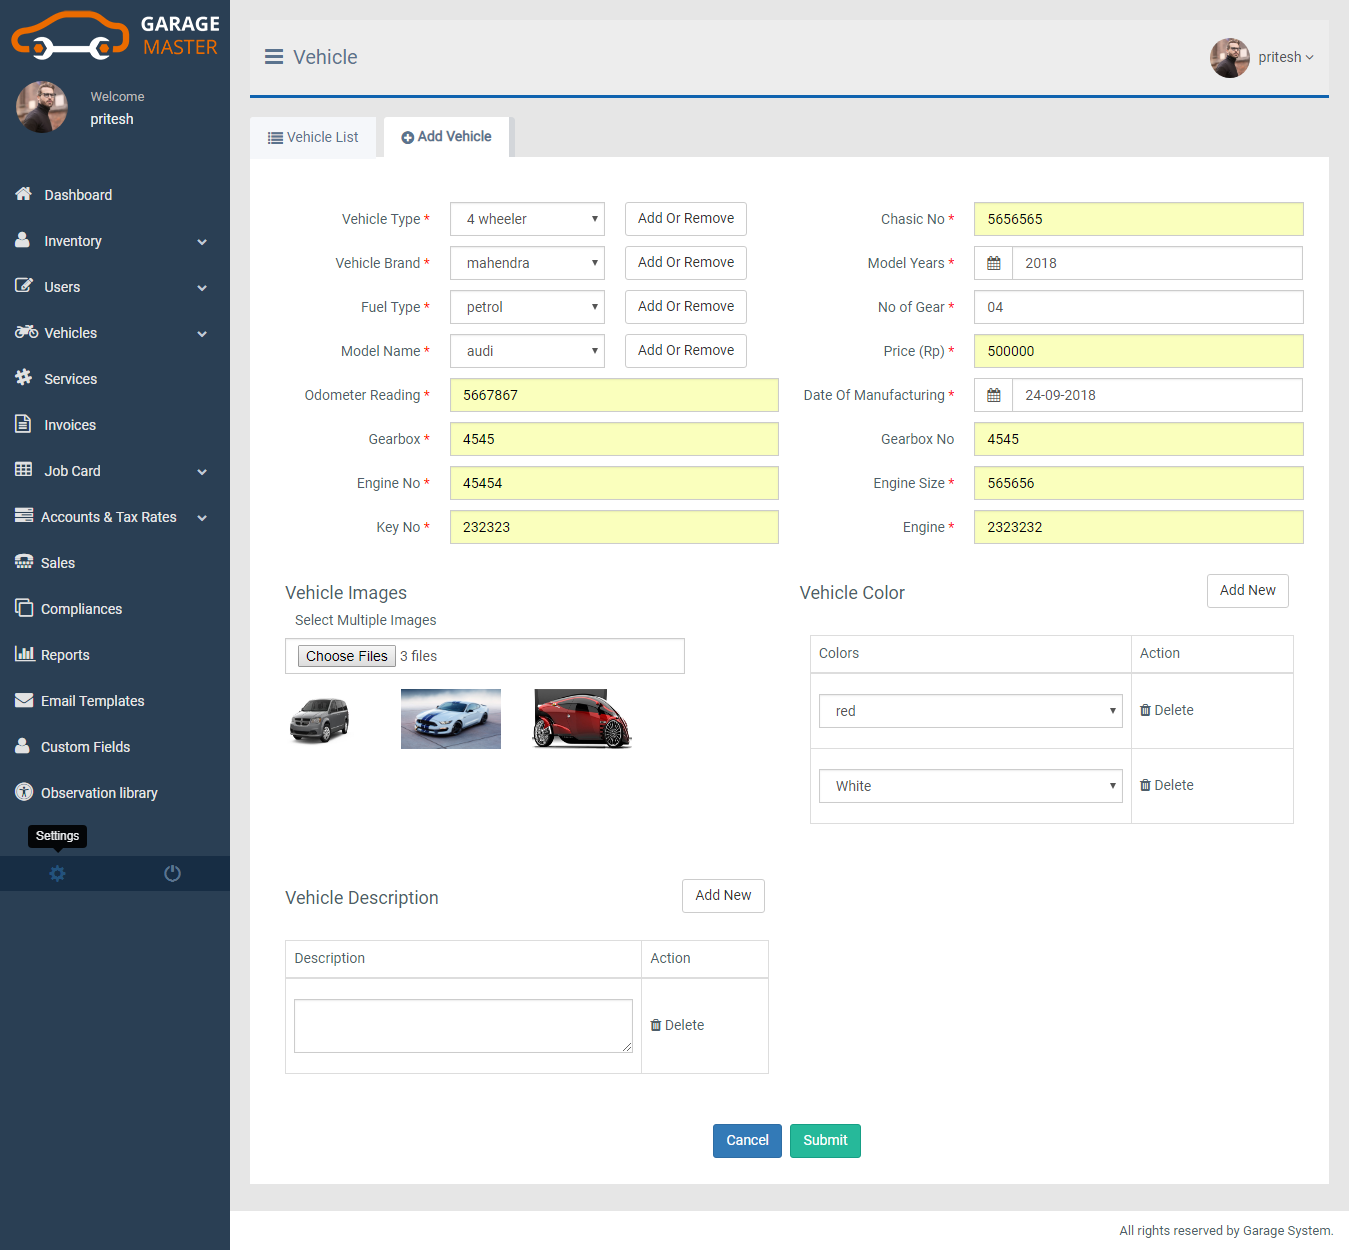 GARAGE
MASTER
Welcome
pritesh
Dashboard
Inventory
Users
Vehicles
Services
Invoices
Job Card
Accounts & Tax Rates
Sales
Compliances
Reports
Email Templates
Custom Fields
Observation library
Settings
Vehicle
pritesh
Vehicle List
Add Vehicle
Vehicle Type * 4 wheeler Add Or Remove Chasic No * 5656565
Vehicle Brand * mahendra Add Or Remove Model Years * 2018
Fuel Type * petrol Add Or Remove No of Gear * 04
Model Name * audi Add Or Remove Price (Rp) * 500000
Odometer Reading * 5667867 Date Of Manufacturing * 24-09-2018
Gearbox * 4545 Gearbox No 4545
Engine No * 45454 Engine Size * 565656
Key No * 232323 Engine * 2323232
Vehicle Images
Select Multiple Images
Choose Files 3 files
Vehicle Color Add New
Colors Action
red Delete
White Delete
Vehicle Description Add New
Description Action
Delete
Cancel Submit
All rights reserved by Garage System.